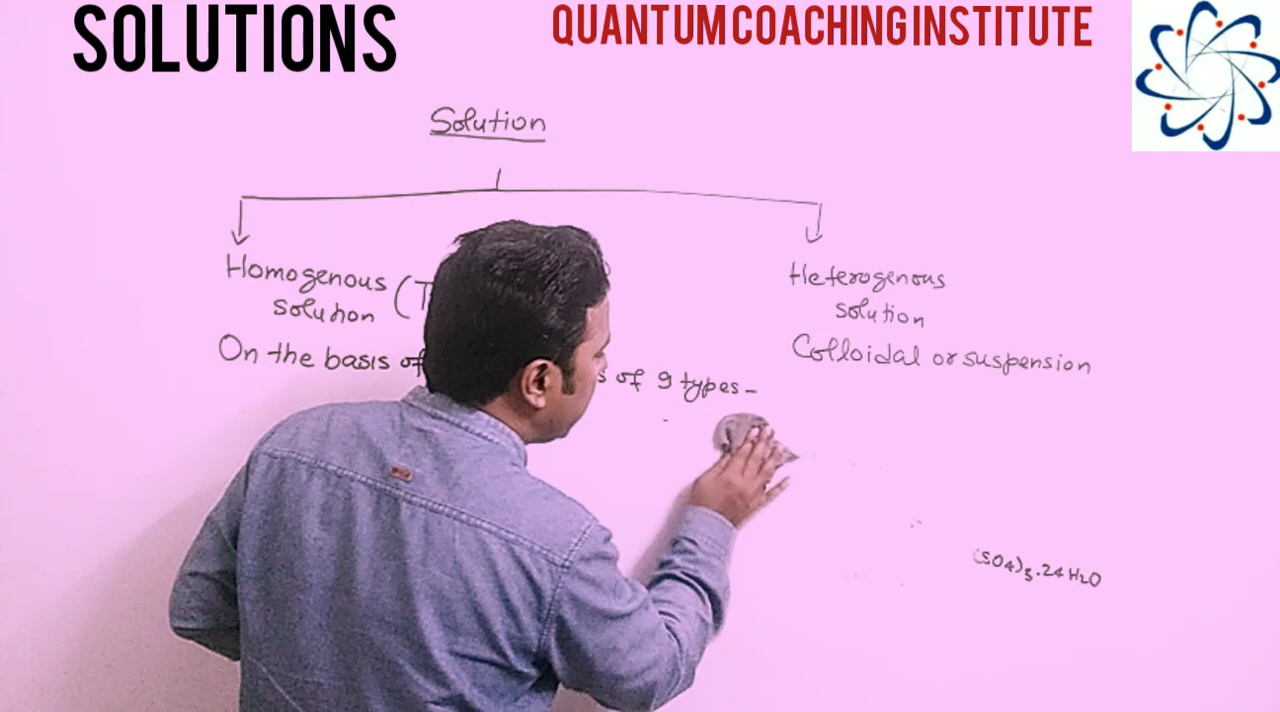 SOLUTIONS
QUANTUM COACHING INSTITUTE
Solution
Homogenous (T
solution
On the basis of
s of 9 types-
Heterogenous
solution
Colloidal or suspension
(SO4)3.24H2O